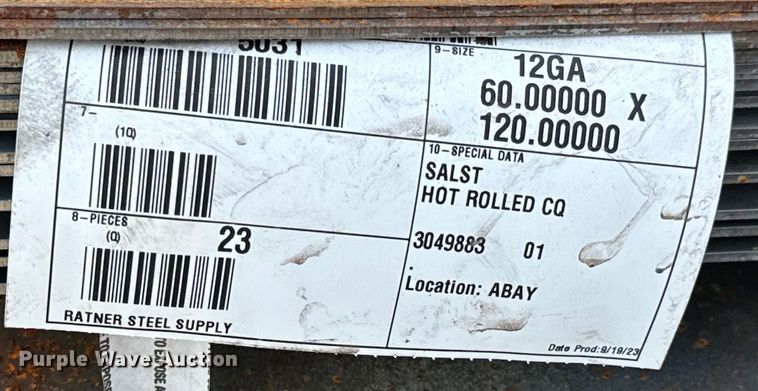 5031
9-SIZE
12GA
60.00000 X
120.00000
7-
(1Q)
10-SPECIAL DATA
SALST
HOT ROLLED CQ
8-PIECES
(Q)
23
3049883 01
Location: ABAY
RATNER STEEL SUPPLY
Date Prod:9/19/23
Purple Wave Auction